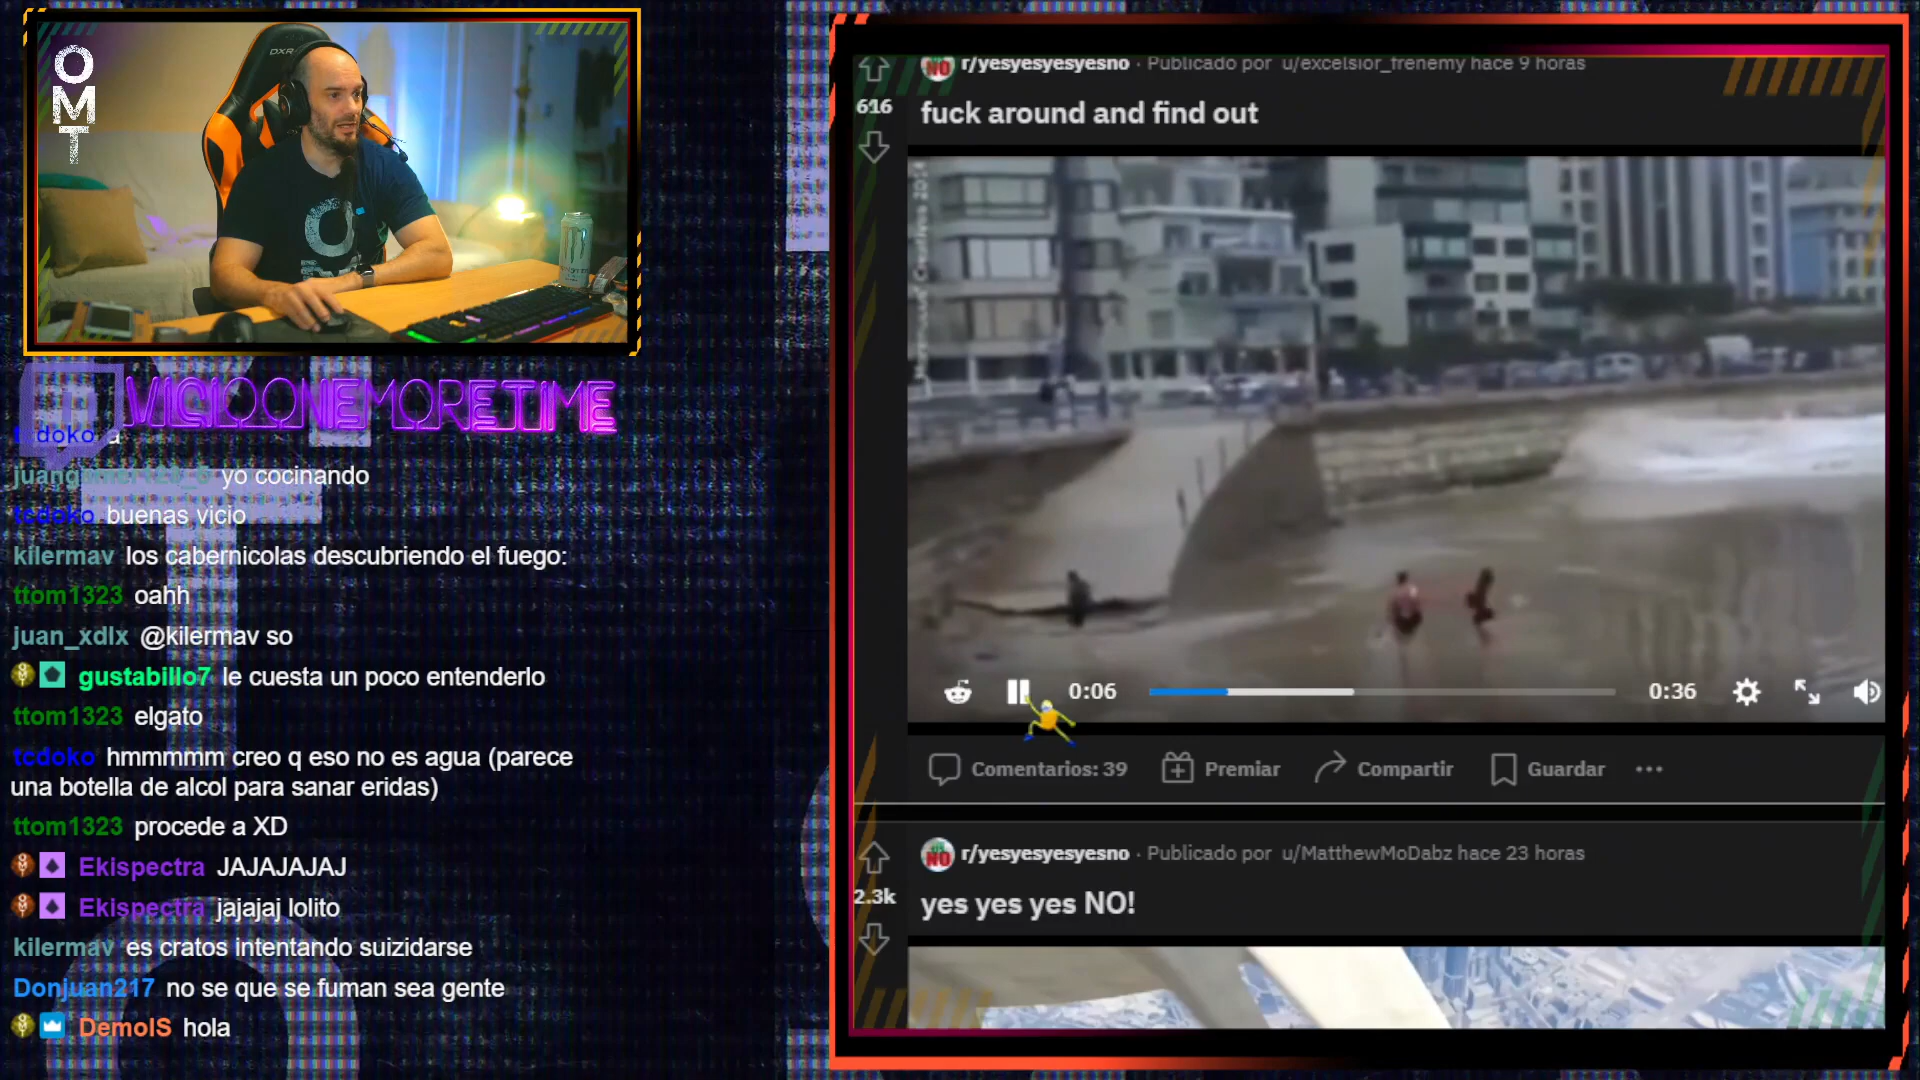 O
M
T
DXR
VICIOONEMORETIME
tcdoko a
yo cocinando
tcdoko buenas vicio
kilermav los cabernicolas descubriendo el fuego:
ttom1323 oahh
juan_xdlx @kilermav so
gustabillo7 le cuesta un poco entenderlo
ttom1323 elgato
tcdoko hmmmmm creo q eso no es agua (parece
una botella de alcol para sanar eridas)
ttom1323 procede a XD
Ekispectra JAJAJAJAJ
Ekispectra jajajaj lolito
kilermav es cratos intentando suizidarse
Donjuan217 no se que se fuman sea gente
DemoIS hola
NO r/yesyesyesyesno · Publicado por u/excelsior_frenemy hace 9 horas
616
fuck around and find out
0:06
0:36
Comentarios: 39 Premiar Compartir Guardar
NO r/yesyesyesyesno · Publicado por u/MatthewMoDabz hace 23 horas
2.3k
yes yes yes NO!